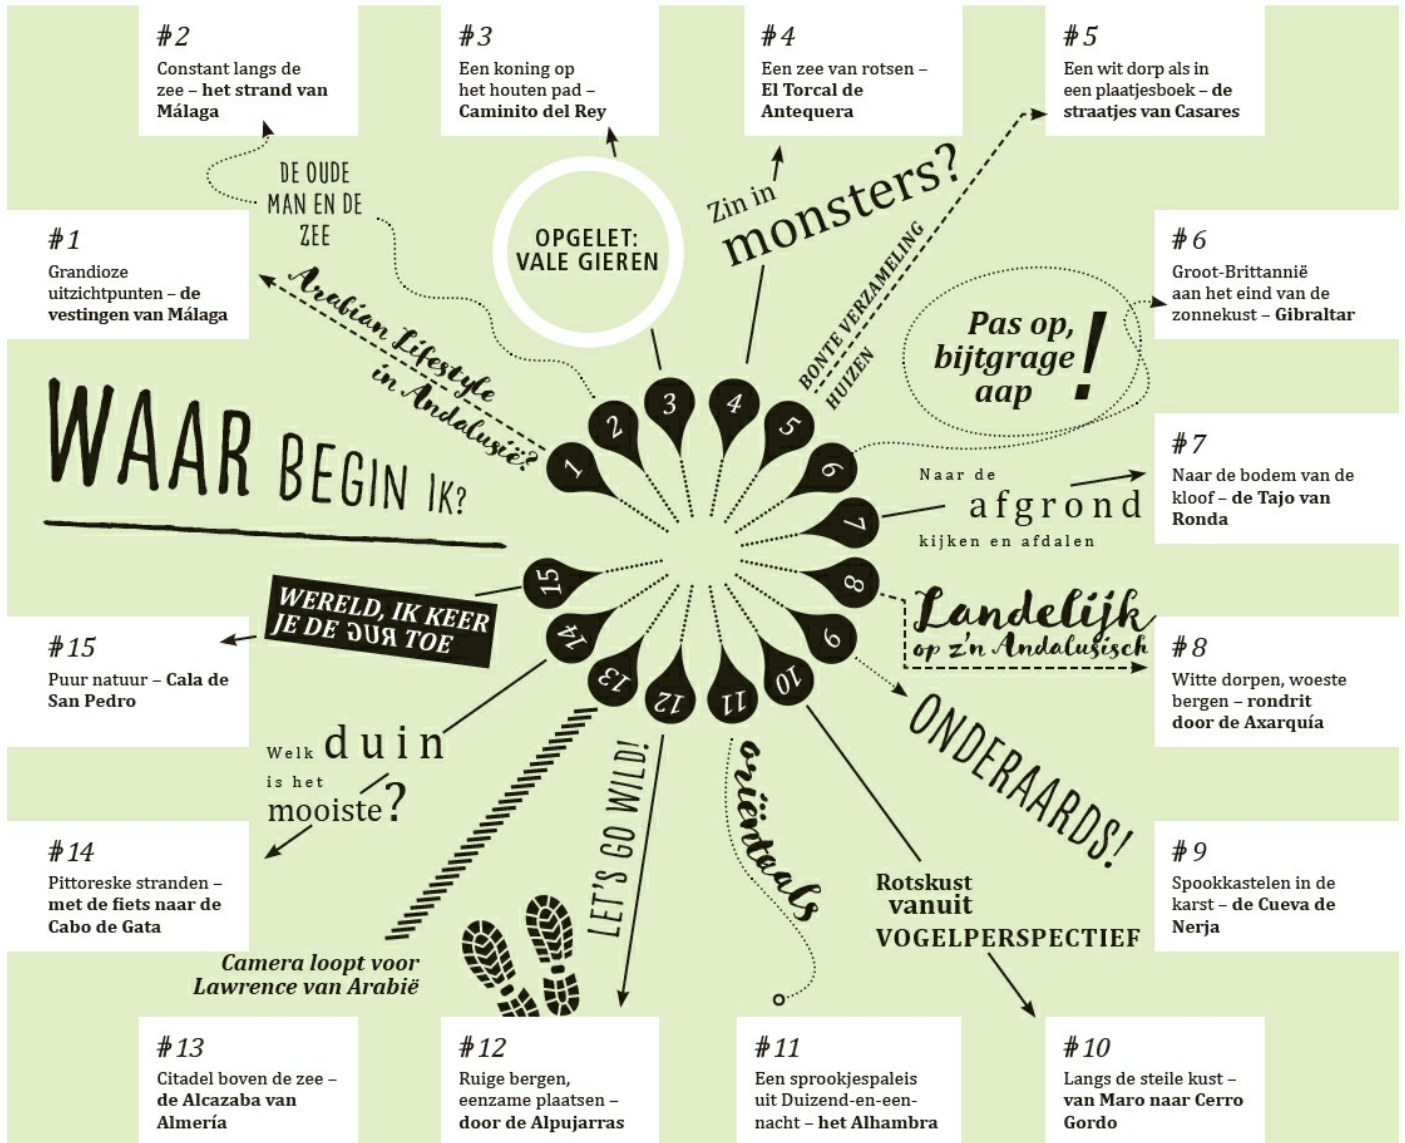 #2
Constant langs de
zee – het strand van
Málaga
#3
Een koning op
het houten pad –
Caminito del Rey
#4
Een zee van rotsen –
El Torcal de
Antequera
#5
Een wit dorp als in
een plaatjesboek – de
straatjes van Casares
DE OUDE
MAN EN DE
ZEE
OPGELET:
VALE GIEREN
Zin in
monsters?
BONTE VERZAMELING
HUIZEN
#1
Grandioze
uitzichtpunten – de
vestingen van Málaga
Arabian Lifestyle
in Andalusië?
Pas op,
bijtgrage
aap!
#6
Groot-Brittannië
aan het eind van de
zonnekust – Gibraltar
WAAR BEGIN IK?
1
2
3
4
5
6
7
8
9
10
11
12
13
14
15
Naar de
afgrond
kijken en afdalen
#7
Naar de bodem van de
kloof – de Tajo van
Ronda
WERELD, IK KEER
JE DE RUG TOE
Landelijk
op z'n Andalusisch
#15
Puur natuur – Cala de
San Pedro
#8
Witte dorpen, woeste
bergen – rondrit
door de Axarquía
Welk duin
is het
mooiste?
LET'S GO WILD!
oriëntaals
ONDERAARDS!
#14
Pittoreske stranden –
met de fiets naar de
Cabo de Gata
Rotskust
vanuit
VOGELPERSPECTIEF
#9
Spookkastelen in de
karst – de Cueva de
Nerja
Camera loopt voor
Lawrence van Arabië
#13
Citadel boven de zee –
de Alcazaba van
Almería
#12
Ruige bergen,
eenzame plaatsen –
door de Alpujarras
#11
Een sprookjespaleis
uit Duizend-en-een-
nacht – het Alhambra
#10
Langs de steile kust –
van Maro naar Cerro
Gordo